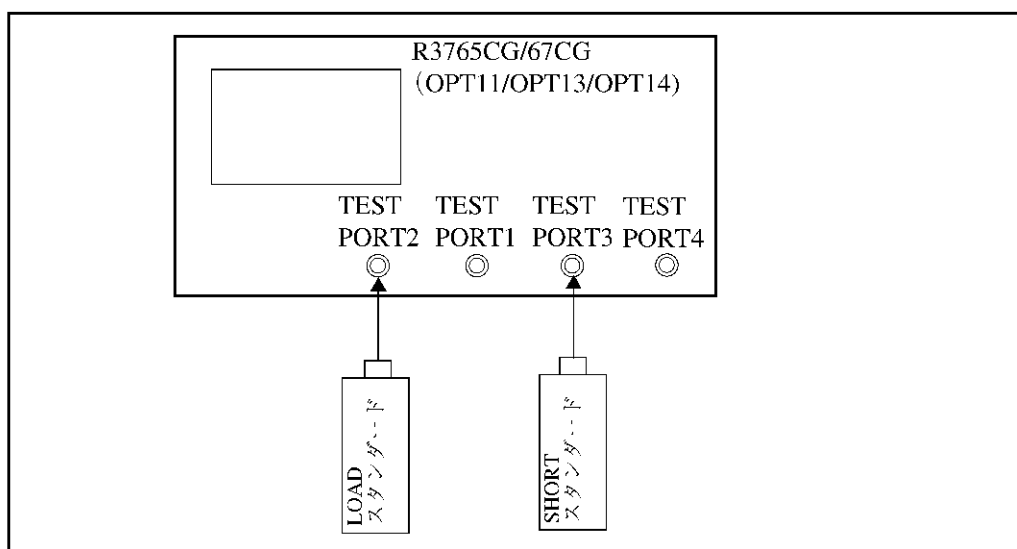 R3765CG/67CG
(OPT11/OPT13/OPT14)
TEST
PORT2
TEST
PORT1
TEST
PORT3
TEST
PORT4
LOAD
スタンダード
SHORT
スタンダード